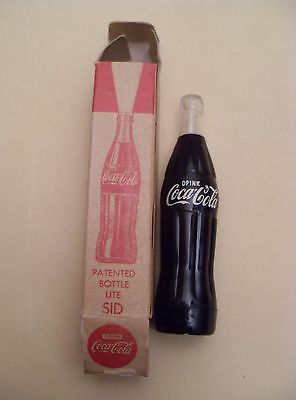 Coca-Cola
PATENTED
BOTTLE
LITE
SID
Coca-Cola
DRINK
Coca-Cola